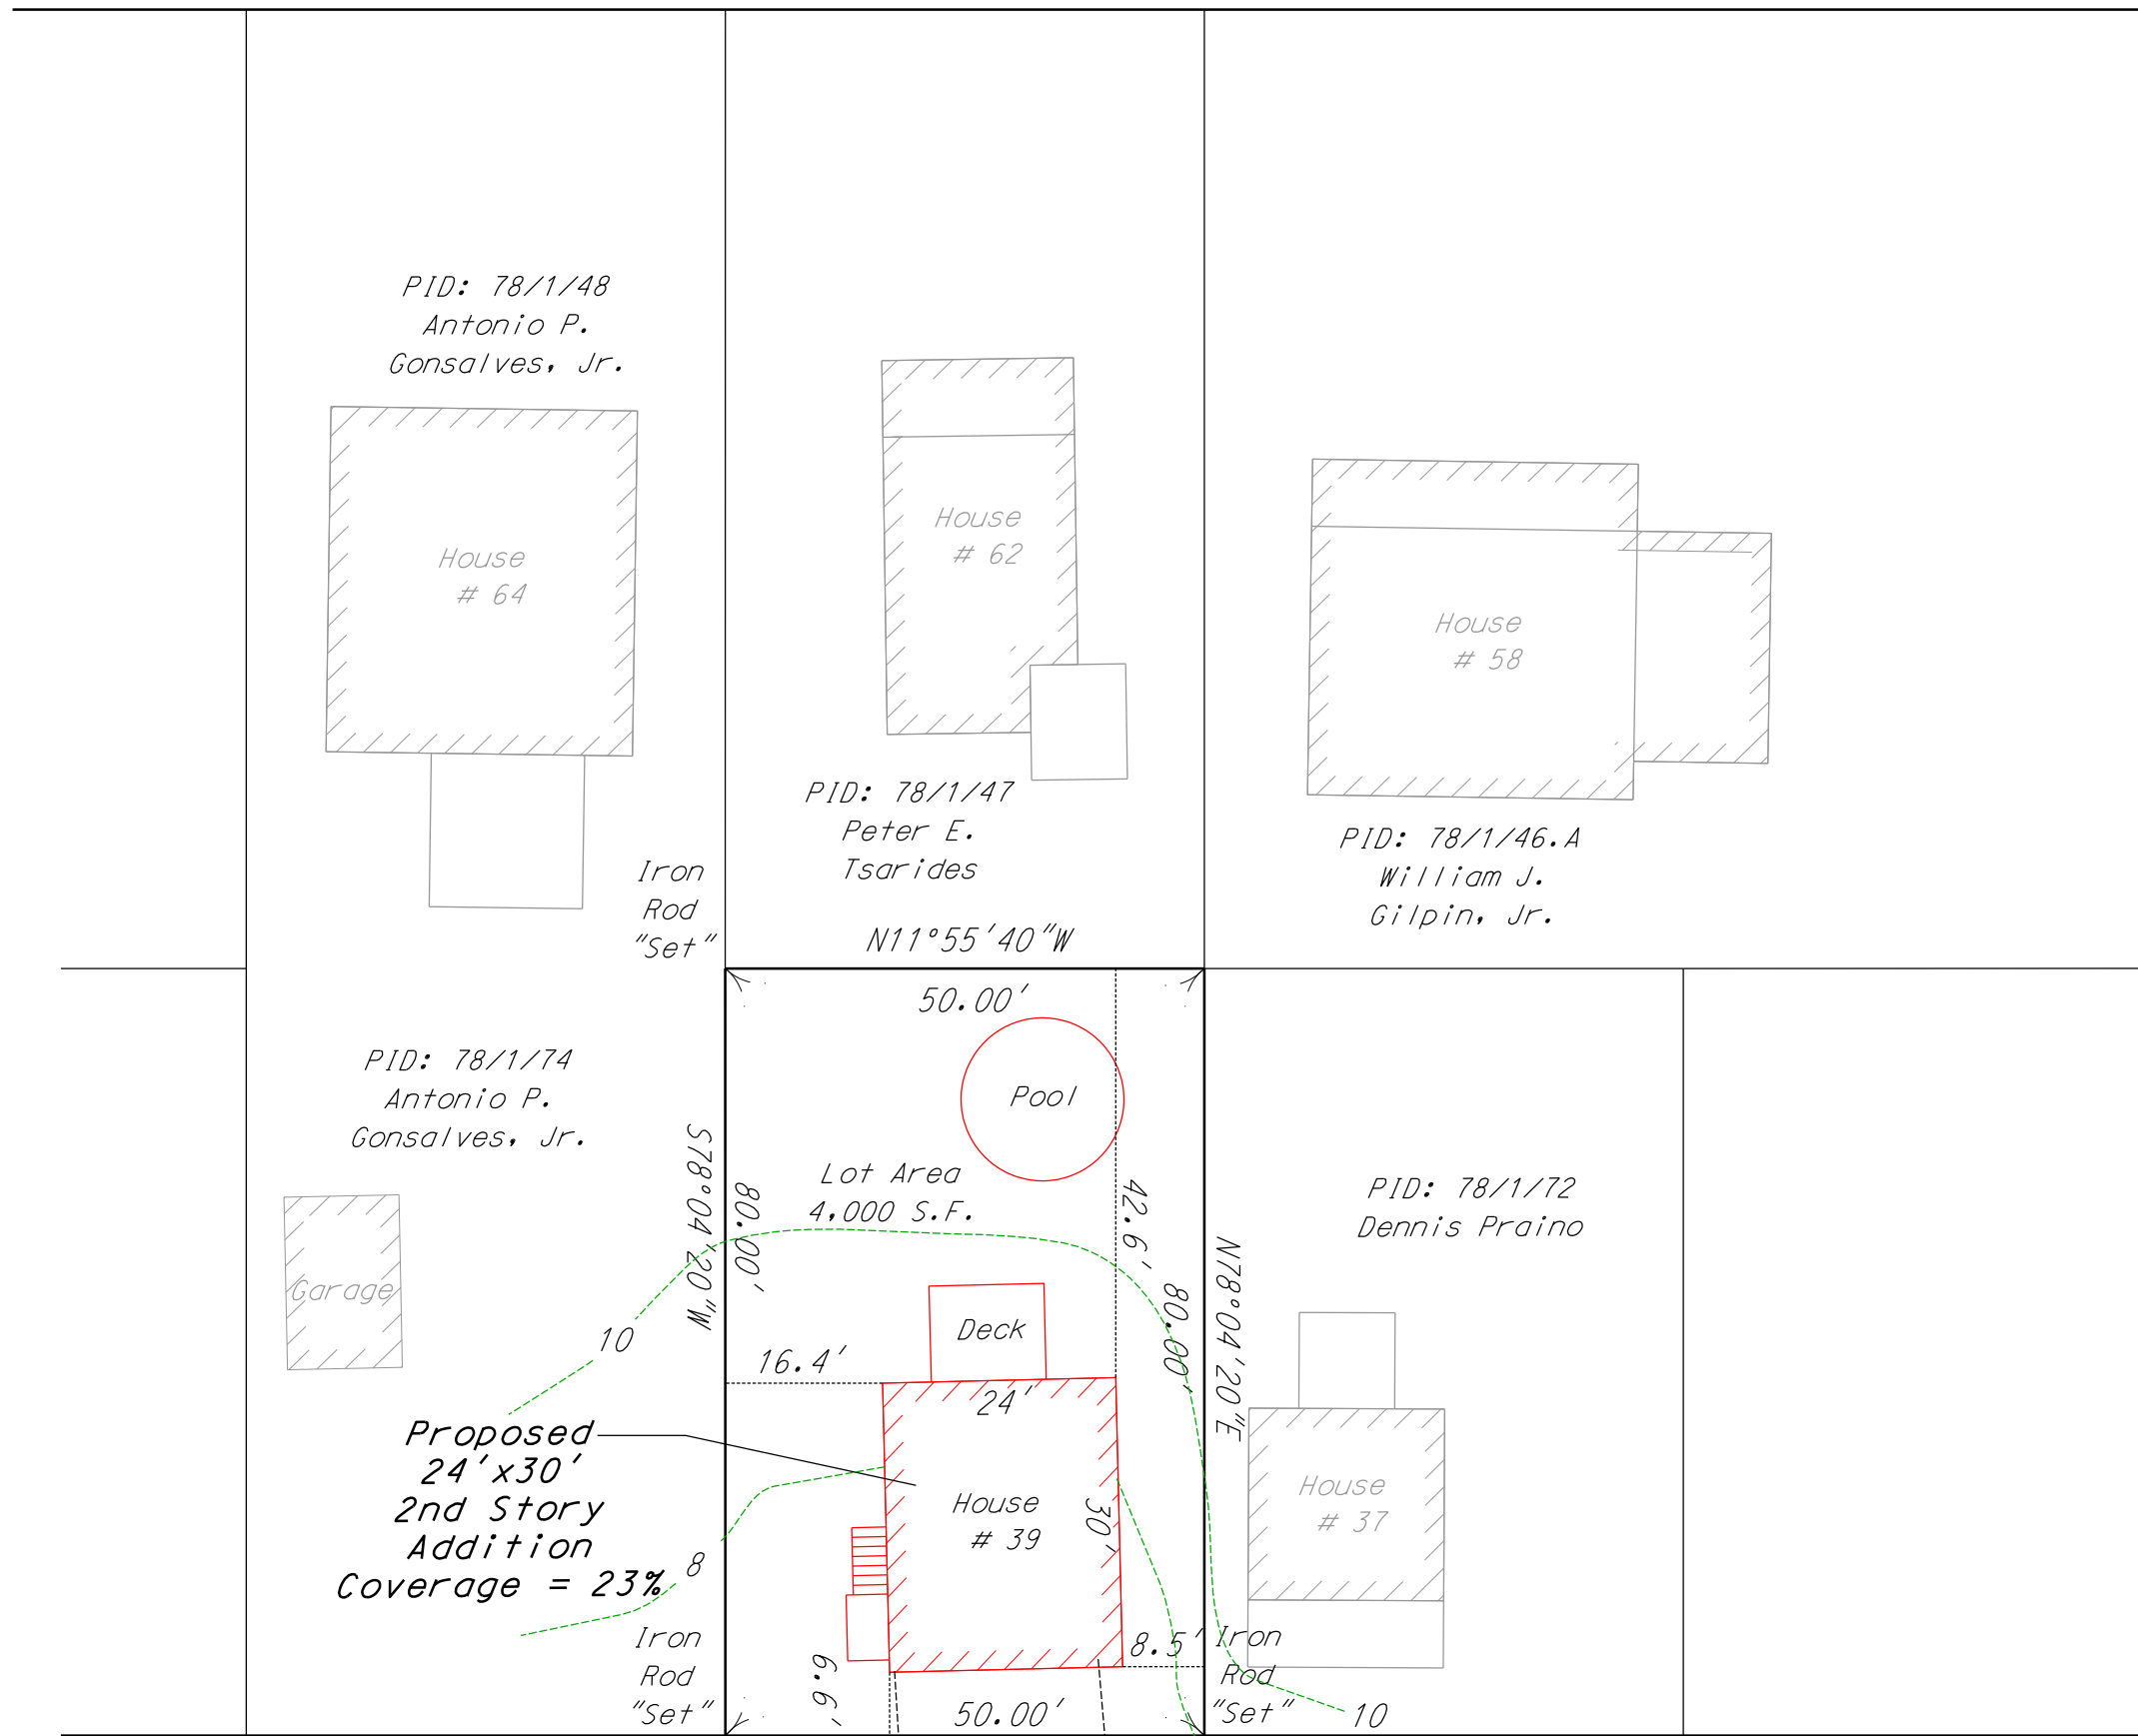 PID: 78/1/48
Antonio P.
Gonsalves, Jr.
House
# 64
House
# 62
House
# 58
PID: 78/1/47
Peter E.
Tsarides
PID: 78/1/46.A
William J.
Gilpin, Jr.
Iron
Rod
"Set"
N11°55'40"W
50.00'
Pool
PID: 78/1/74
Antonio P.
Gonsalves, Jr.
S78°04'20"W
80.00'
Lot Area
4,000 S.F.
42.6'
80.00'
N78°04'20"E
PID: 78/1/72
Dennis Praino
Garage
10
Deck
16.4'
24'
Proposed
24'x30'
2nd Story
Addition
Coverage = 23%
House
# 39
30'
House
# 37
8
Iron
Rod
"Set"
6.6'
8.5'
50.00'
Iron
Rod
"Set"
10